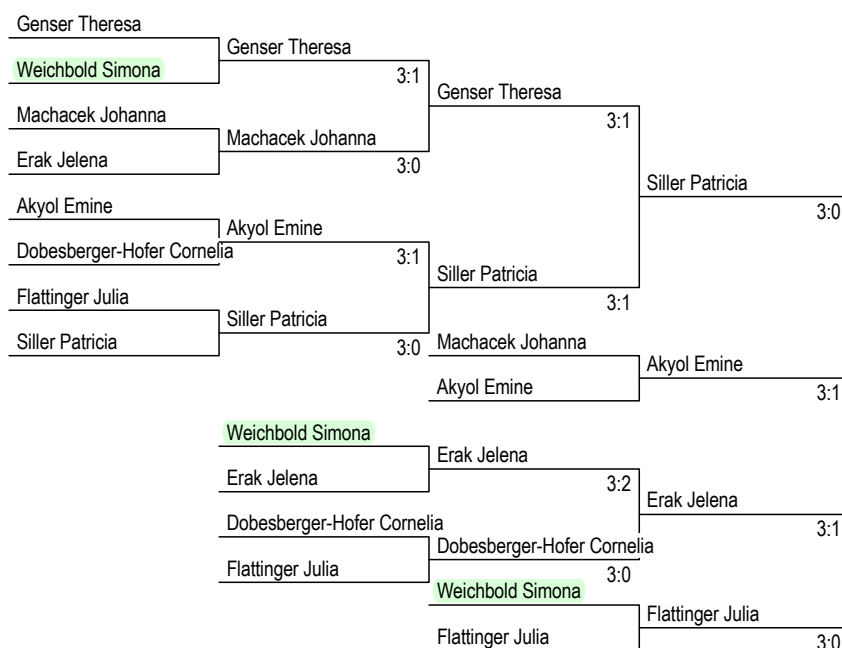 Genser Theresa
Genser Theresa
Weichbold Simona
3:1
Genser Theresa
Machacek Johanna
3:1
Machacek Johanna
Erak Jelena
3:0
Siller Patricia
Akyol Emine
3:0
Akyol Emine
Dobesberger-Hofer Cornelia
3:1
Siller Patricia
Flattinger Julia
3:1
Siller Patricia
Siller Patricia
3:0
Machacek Johanna
Akyol Emine
Akyol Emine
3:1
Weichbold Simona
Erak Jelena
Erak Jelena
3:2
Erak Jelena
Dobesberger-Hofer Cornelia
3:1
Dobesberger-Hofer Cornelia
Flattinger Julia
3:0
Weichbold Simona
Flattinger Julia
Flattinger Julia
3:0